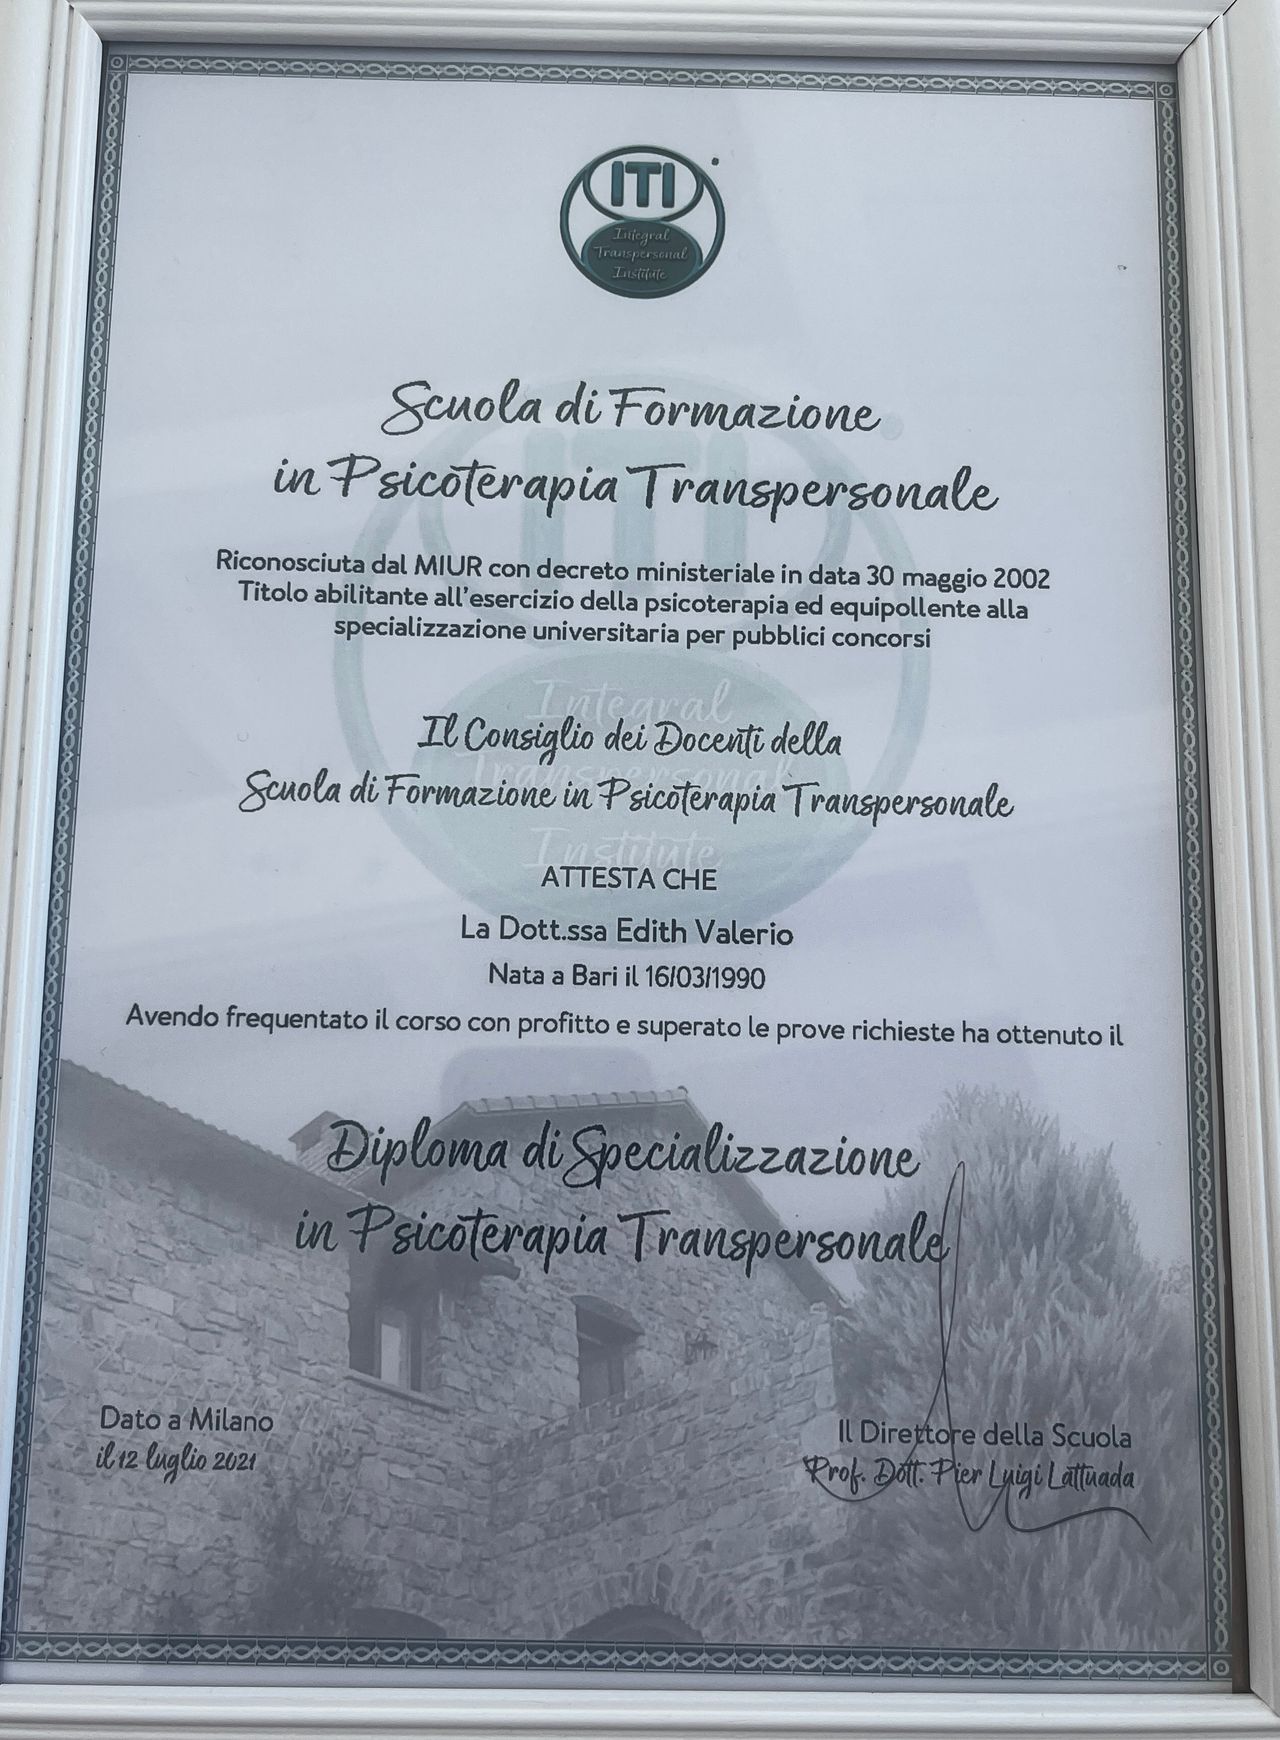 ITI
Integral
Transpersonal
Institute
Scuola di Formazione
in Psicoterapia Transpersonale
Riconosciuta dal MIUR con decreto ministeriale in data 30 maggio 2002
Titolo abilitante all'esercizio della psicoterapia ed equipollente alla
specializzazione universitaria per pubblici concorsi
Il Consiglio dei Docenti della
Scuola di Formazione in Psicoterapia Transpersonale
ATTESTA CHE
La Dott.ssa Edith Valerio
Nata a Bari il 16/03/1990
Avendo frequentato il corso con profitto e superato le prove richieste ha ottenuto il
Diploma di Specializzazione
in Psicoterapia Transpersonale
Dato a Milano
il 12 luglio 2021
Il Direttore della Scuola
Prof. Dott. Pier Luigi Lattuada
ITI
Integral
Transpersonal
Institute